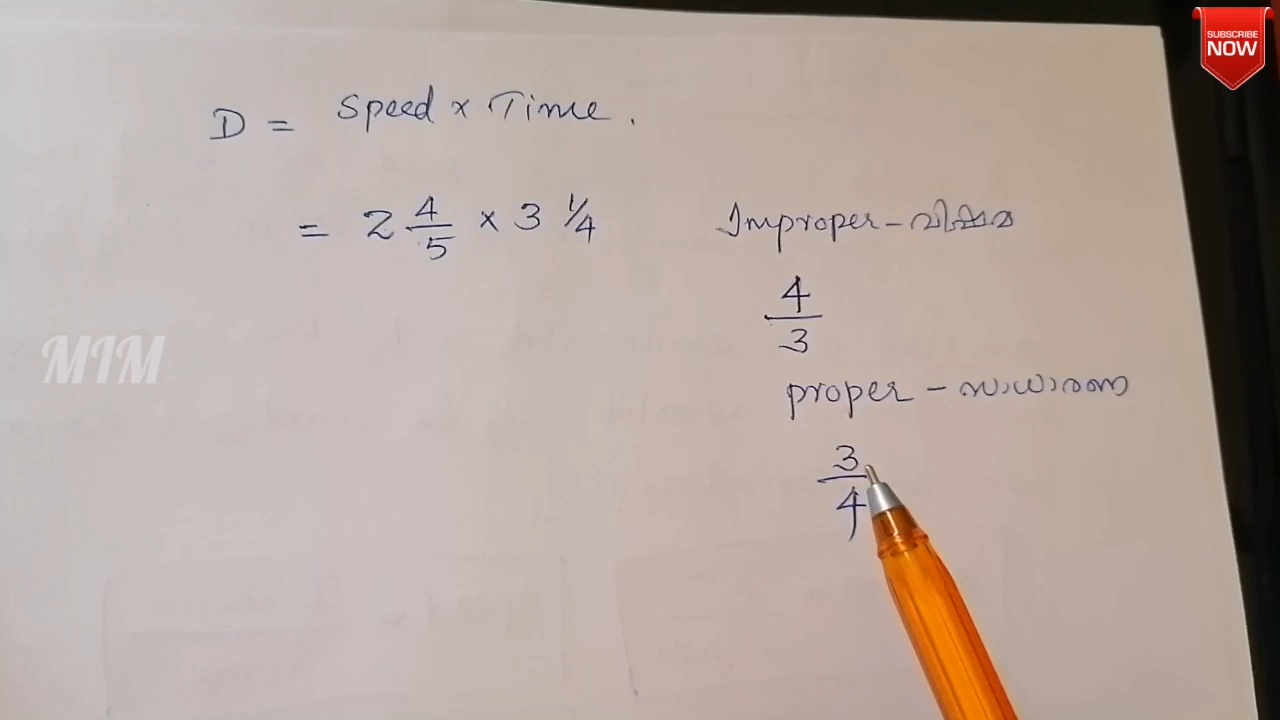 SUBSCRIBE
NOW
D = Speed x Time.
= 2 4/5 x 3 1/4
Improper - വിഷമ
4/3
MIM
proper - സാധാരണ
3/4